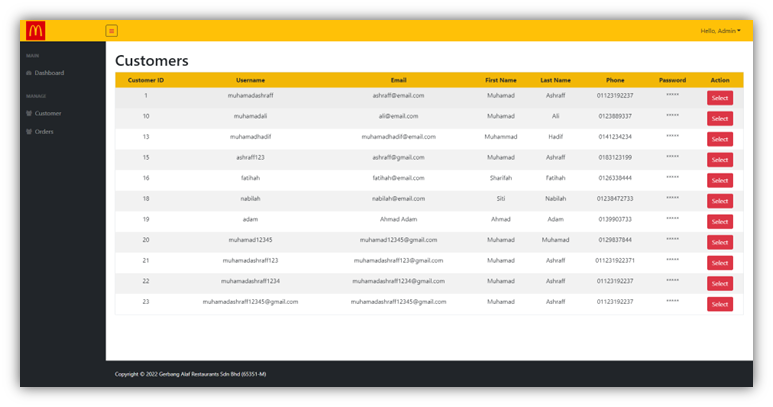 Hello, Admin
MAIN
Dashboard
MANAGE
Customer
Orders
Customers
Customer ID Username Email First Name Last Name Phone Password Action
1 muhamadashraff ashraff@email.com Muhamad Ashraff 01123192237 ***** Select
10 muhamadali ali@email.com Muhamad Ali 0123889337 ***** Select
13 muhamadhadif muhamadhadif@email.com Muhammad Hadif 0141234234 ***** Select
15 ashraff123 ashraff@gmail.com Muhamad Ashraff 0183123199 ***** Select
16 fatihah fatihah@email.com Sharifah Fatihah 0126338444 ***** Select
18 nabilah nabilah@email.com Siti Nabilah 01238472733 ***** Select
19 adam Ahmad Adam Ahmad Adam 0139903733 ***** Select
20 muhamad12345 muhamad12345@gmail.com Muhamad Muhamad 0129837844 ***** Select
21 muhamadashraff123 muhamadashraff123@gmail.com Muhamad Ashraff 011231922371 ***** Select
22 muhamadashraff1234 muhamadashraff1234@gmail.com Muhamad Ashraff 01123192237 ***** Select
23 muhamadashraff12345@gmail.com muhamadashraff12345@gmail.com Muhamad Ashraff 01123192237 ***** Select
Copyright © 2022 Gerbang Alaf Restaurants Sdn Bhd (65351-M)